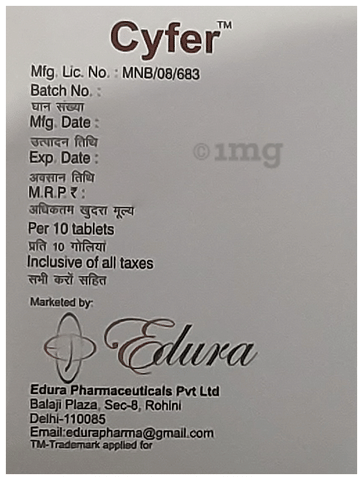 Cyfer™
Mfg. Lic. No. : MNB/08/683
Batch No. :
घान संख्या
Mfg. Date :
उत्पादन तिथि
Exp. Date :
अवसान तिथि
M.R.P. ₹ :
अधिकतम खुदरा मूल्य
Per 10 tablets
प्रति 10 गोलियां
Inclusive of all taxes
सभी करों सहित
©1mg
Marketed by:
Edura
Edura Pharmaceuticals Pvt Ltd
Balaji Plaza, Sec-8, Rohini
Delhi-110085
Email:edurapharma@gmail.com
TM-Trademark applied for